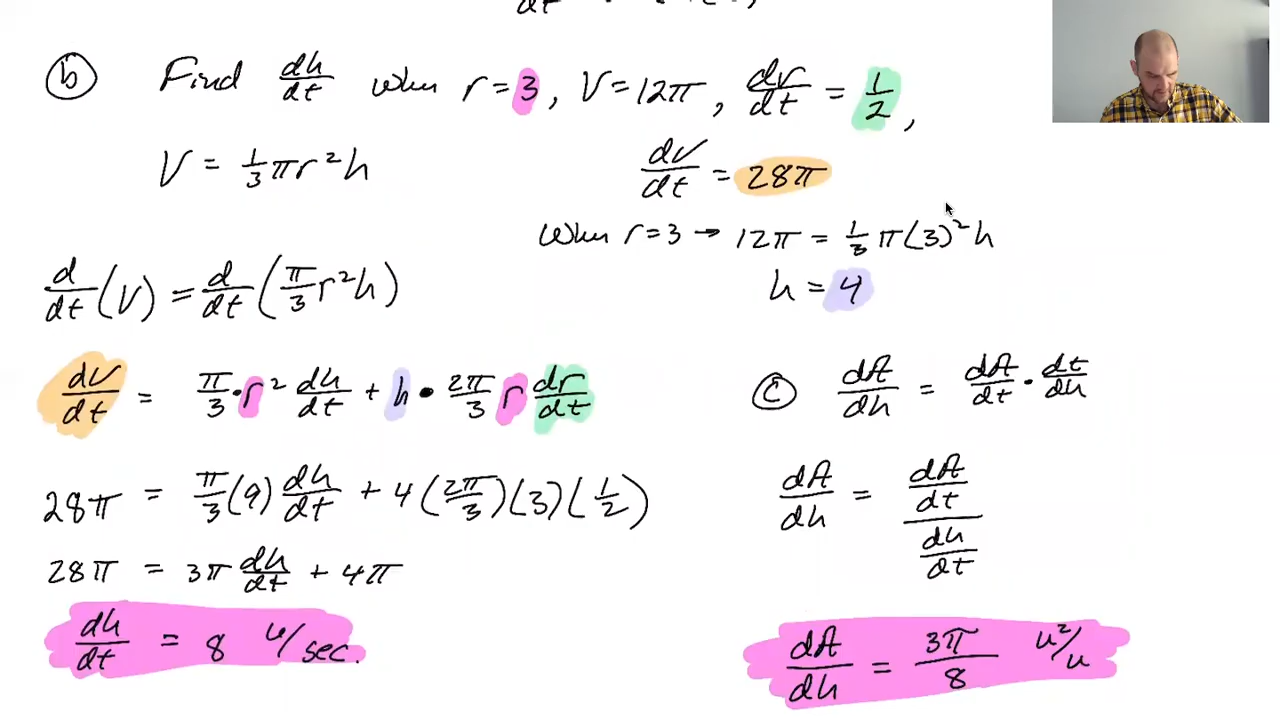 dt
(b) Find dh/dt when r = 3, V = 12π, dr/dt = 1/2,
dV/dt = 28π
V = 1/3 πr²h
When r = 3 → 12π = 1/3 π(3)²h
h = 4
d/dt (V) = d/dt (π/3 r²h)
dV/dt = π/3 · r² dh/dt + h · 2π/3 r dr/dt
28π = π/3 (9) dh/dt + 4 (2π/3)(3)(1/2)
28π = 3π dh/dt + 4π
dh/dt = 8 u/sec.
(c) dA/dh = dA/dt · dt/dh
dA/dh = dA/dt / dh/dt
dA/dh = 3π/8 u²/u